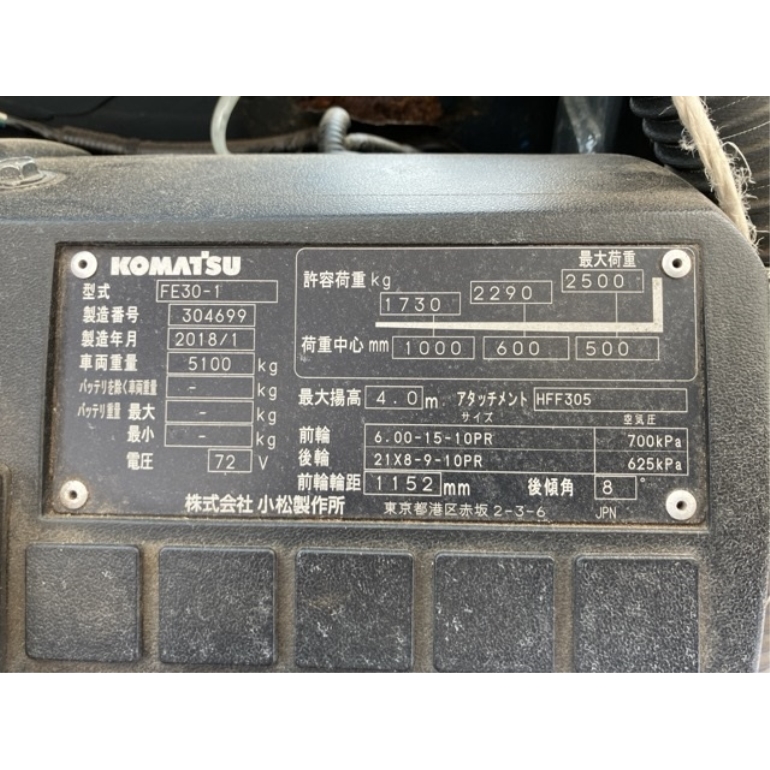 KOMATSU
型式 FE30-1
製造番号 304699
製造年月 2018/1
車両重量 5100 kg
バッテリを除く車両重量 - kg
バッテリ重量 最大 - kg
最小 - kg
電圧 72 V
最大荷重
許容荷重 kg 1730 2290 2500
荷重中心 mm 1000 600 500
最大揚高 4.0 m アタッチメント HFF305
サイズ 空気圧
前輪 6.00-15-10PR 700kPa
後輪 21X8-9-10PR 625kPa
前輪輪距 1152 mm 後傾角 8°
株式会社 小松製作所 東京都港区赤坂2-3-6 JPN